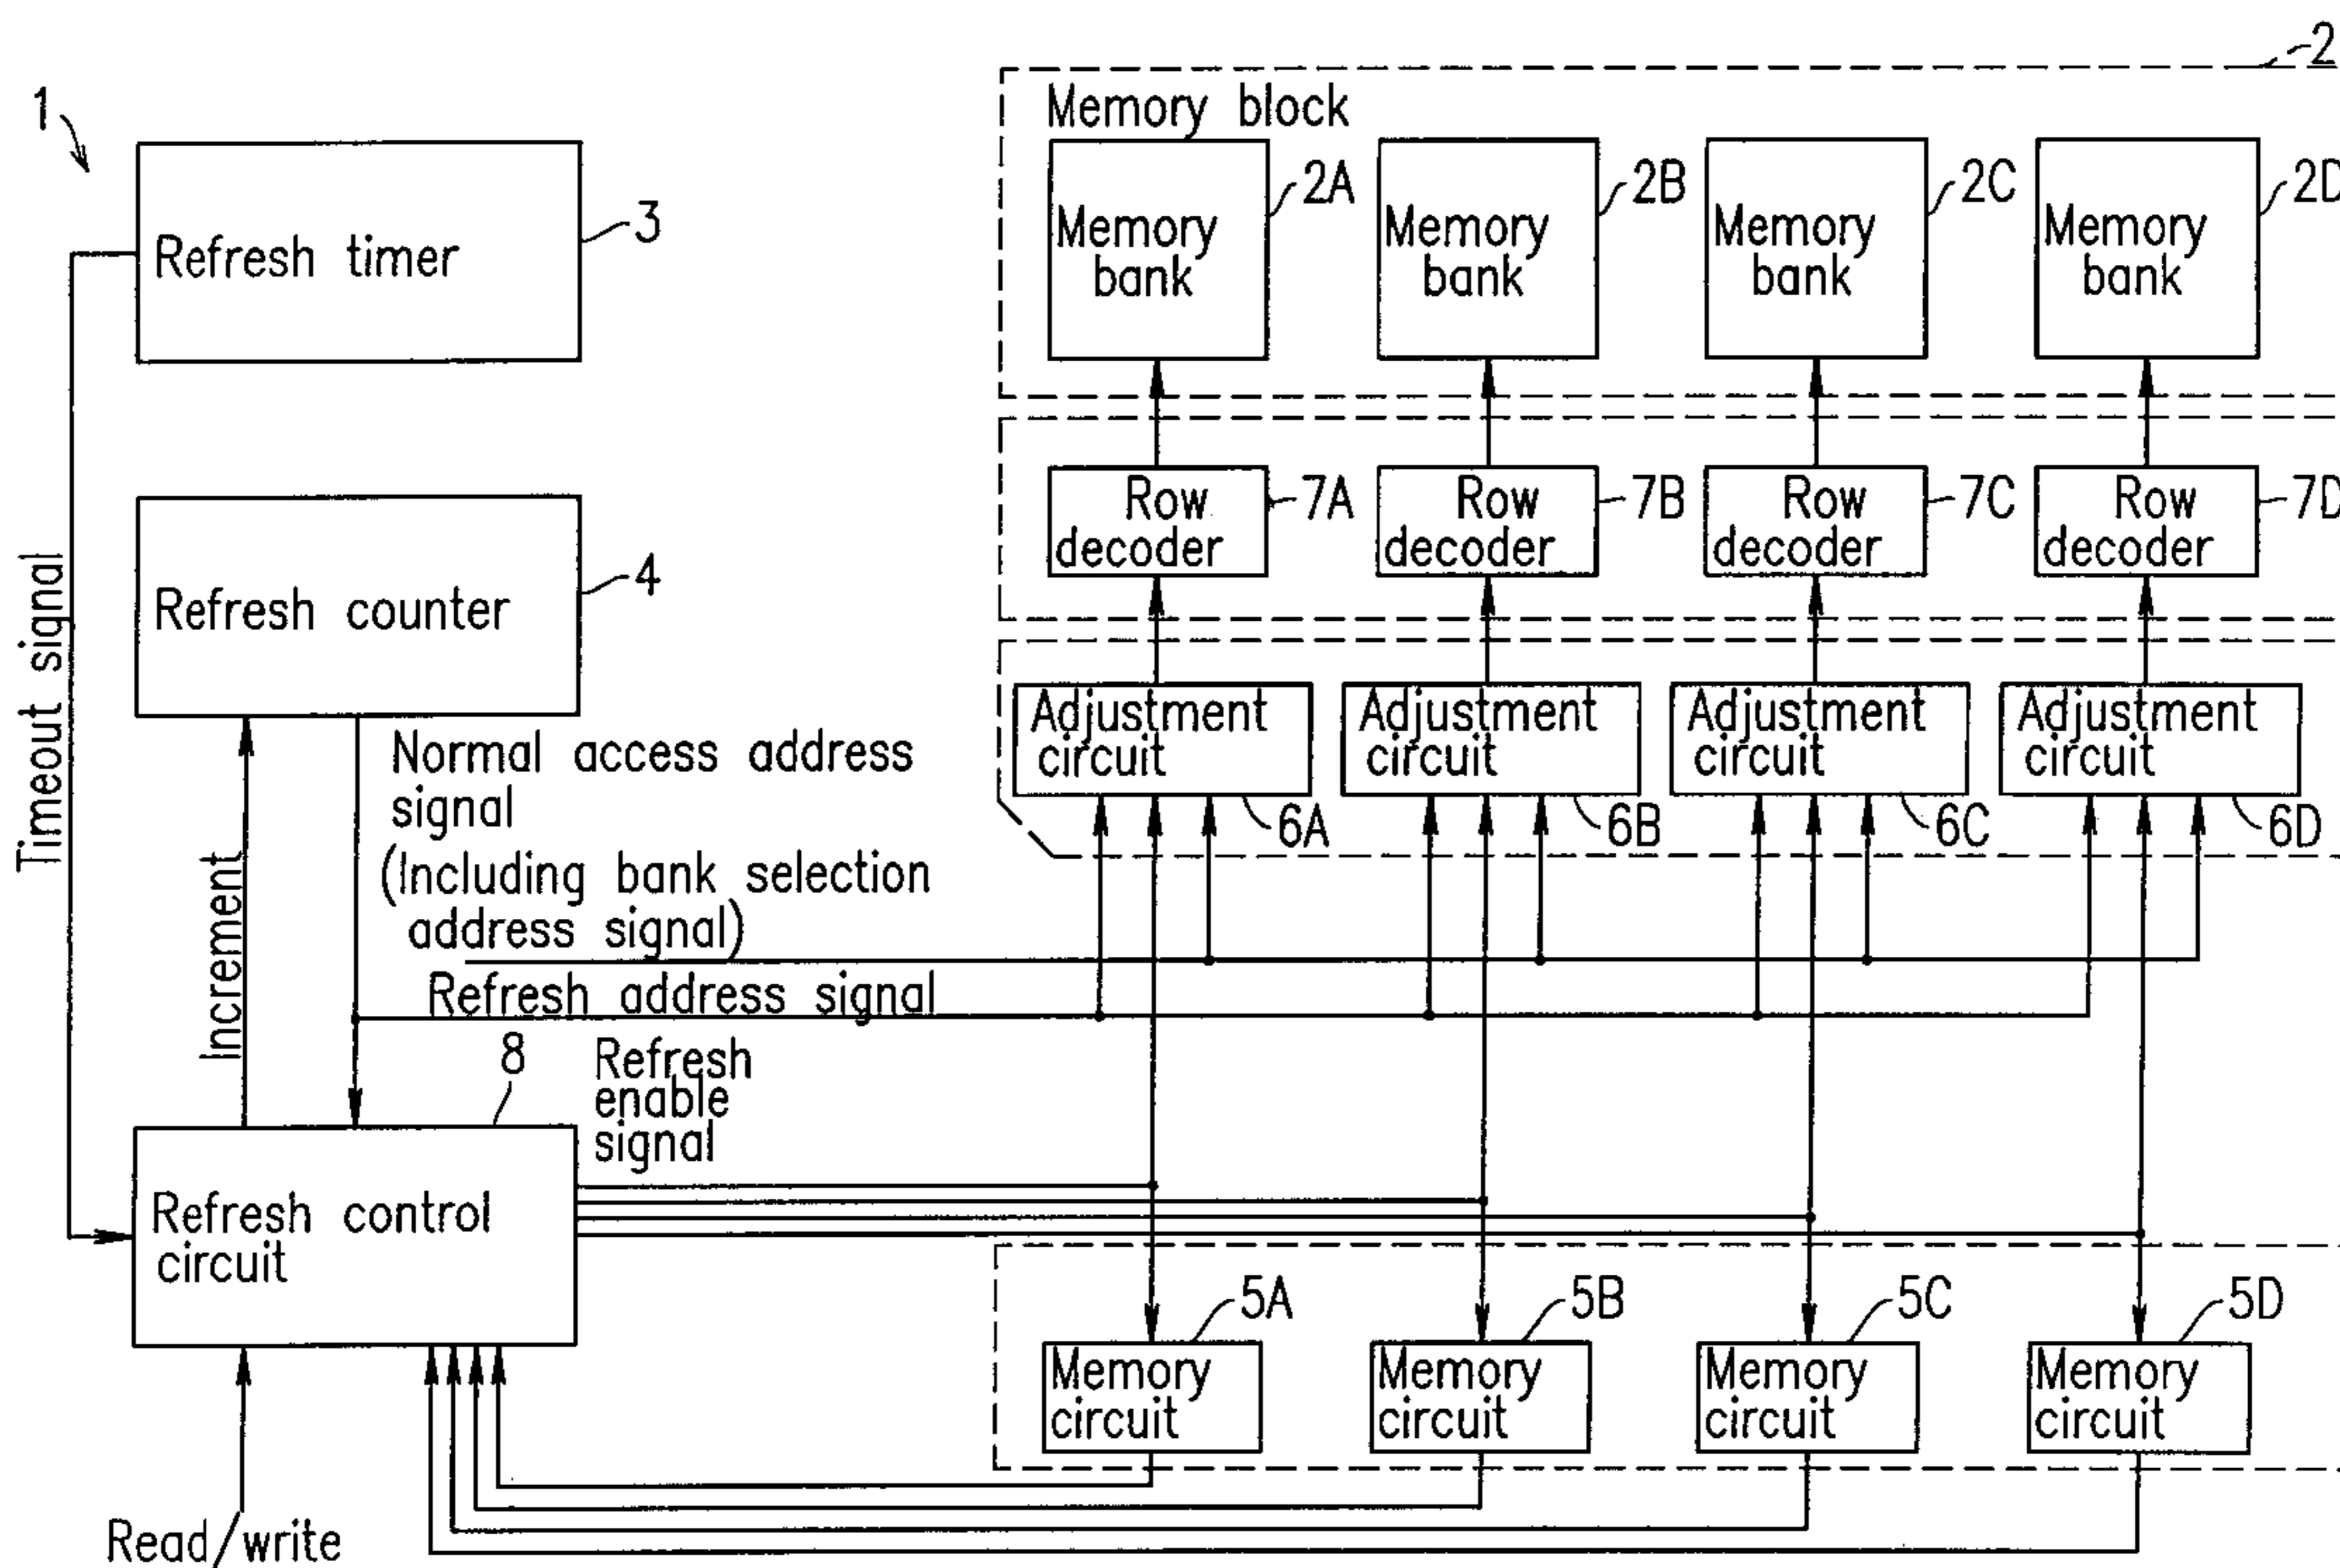 2
1
Memory block
Refresh timer
3
Memory
bank
2A
Memory
bank
2B
Memory
bank
2C
Memory
bank
2D
Row
decoder
7A
Row
decoder
7B
Row
decoder
7C
Row
decoder
7D
Timeout signal
Refresh counter
4
Adjustment
circuit
6A
Adjustment
circuit
6B
Adjustment
circuit
6C
Adjustment
circuit
6D
Increment
Normal access address
signal
(Including bank selection
address signal)
Refresh address signal
8
Refresh
enable
signal
Refresh control
circuit
5A
Memory
circuit
5B
Memory
circuit
5C
Memory
circuit
5D
Memory
circuit
Read/write